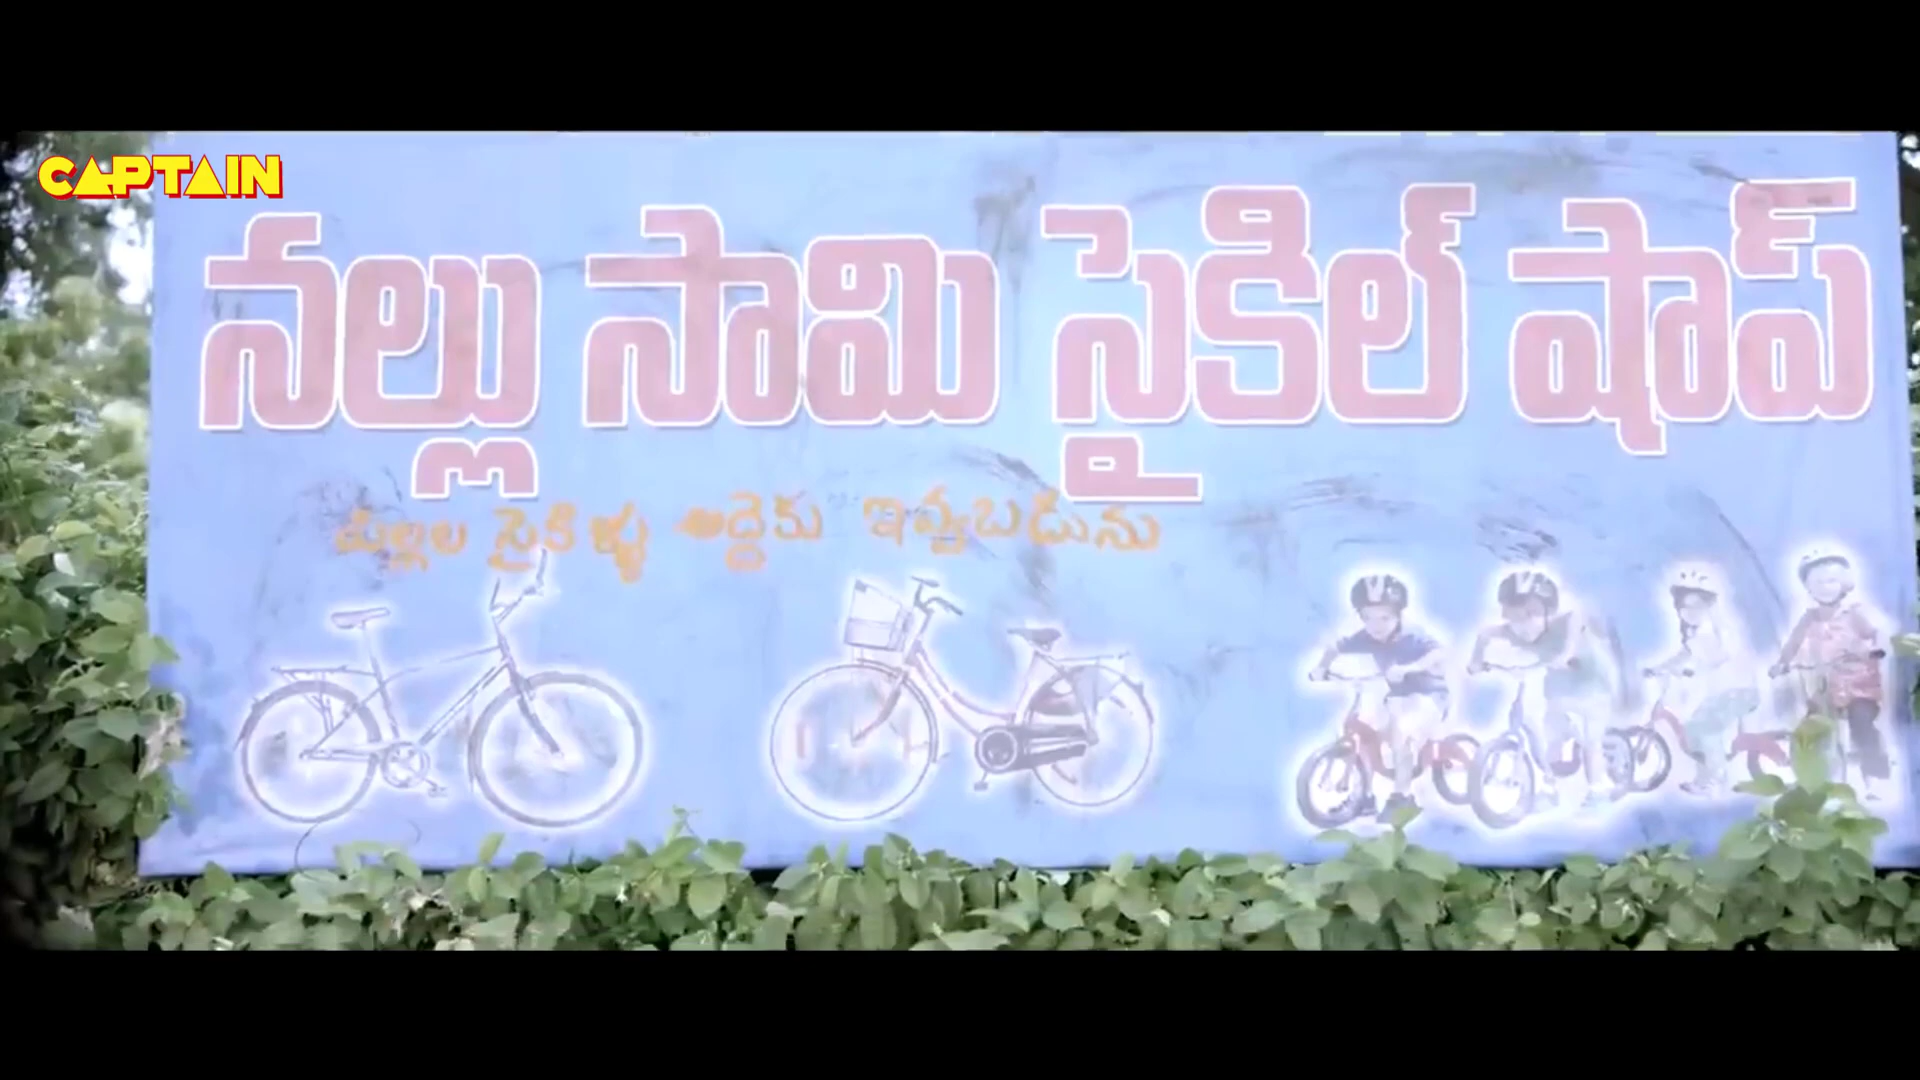 CAPTAIN
నల్లు సామి సైకిల్ షాప్
పిల్లల సైకిళ్ళు అద్దెకు ఇవ్వబడును